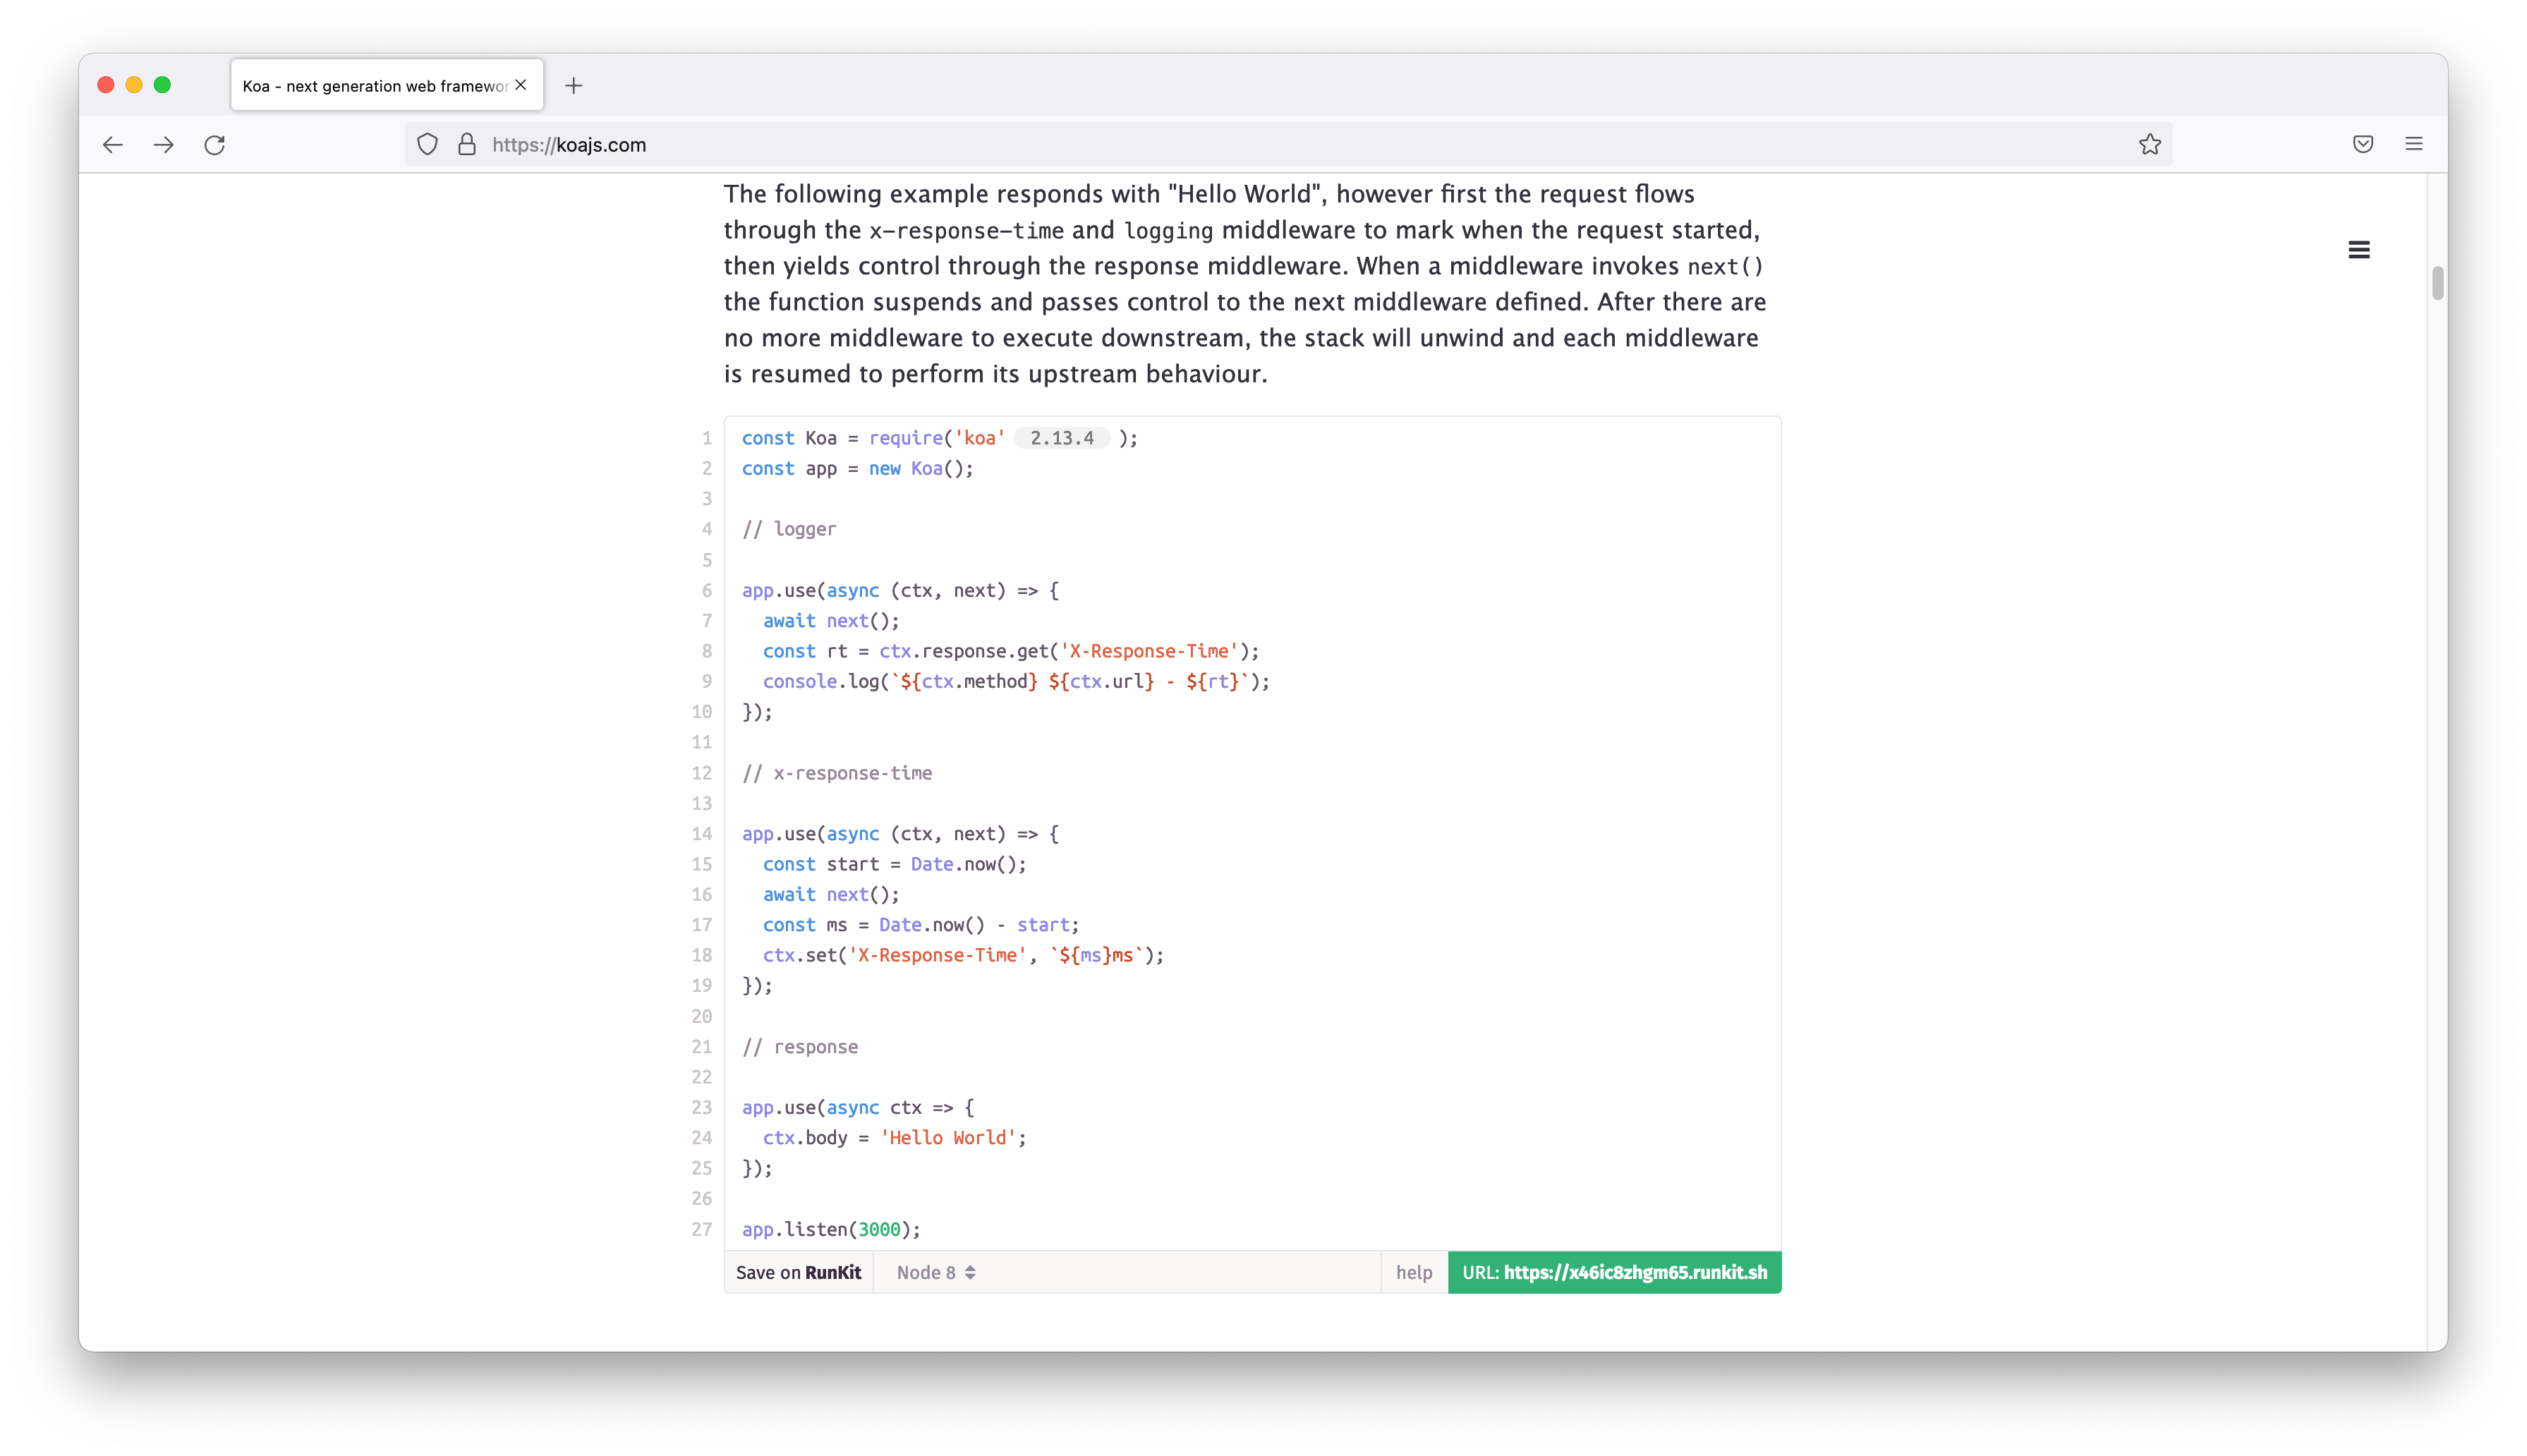 Koa - next generation web framewor
https://koajs.com
The following example responds with "Hello World", however first the request flows
through the x-response-time and logging middleware to mark when the request started,
then yields control through the response middleware. When a middleware invokes next()
the function suspends and passes control to the next middleware defined. After there are
no more middleware to execute downstream, the stack will unwind and each middleware
is resumed to perform its upstream behaviour.
1 const Koa = require('koa' 2.13.4 );
2 const app = new Koa();
3
4 // logger
5
6 app.use(async (ctx, next) => {
7   await next();
8   const rt = ctx.response.get('X-Response-Time');
9   console.log(`${ctx.method} ${ctx.url} - ${rt}`);
10 });
11
12 // x-response-time
13
14 app.use(async (ctx, next) => {
15   const start = Date.now();
16   await next();
17   const ms = Date.now() - start;
18   ctx.set('X-Response-Time', `${ms}ms`);
19 });
20
21 // response
22
23 app.use(async ctx => {
24   ctx.body = 'Hello World';
25 });
26
27 app.listen(3000);
Save on RunKit Node 8 help URL: https://x46ic8zhgm65.runkit.sh